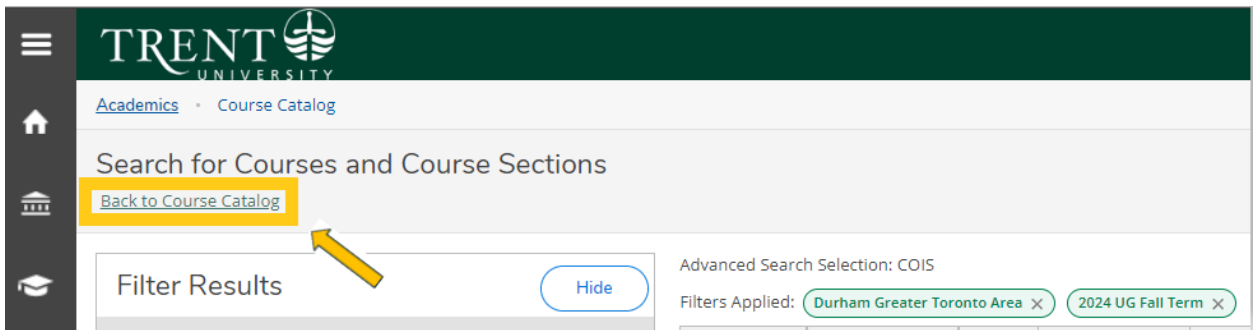 TRENT
UNIVERSITY
Academics · Course Catalog
Search for Courses and Course Sections
Back to Course Catalog
Filter Results
Hide
Advanced Search Selection: COIS
Filters Applied: Durham Greater Toronto Area × 2024 UG Fall Term ×